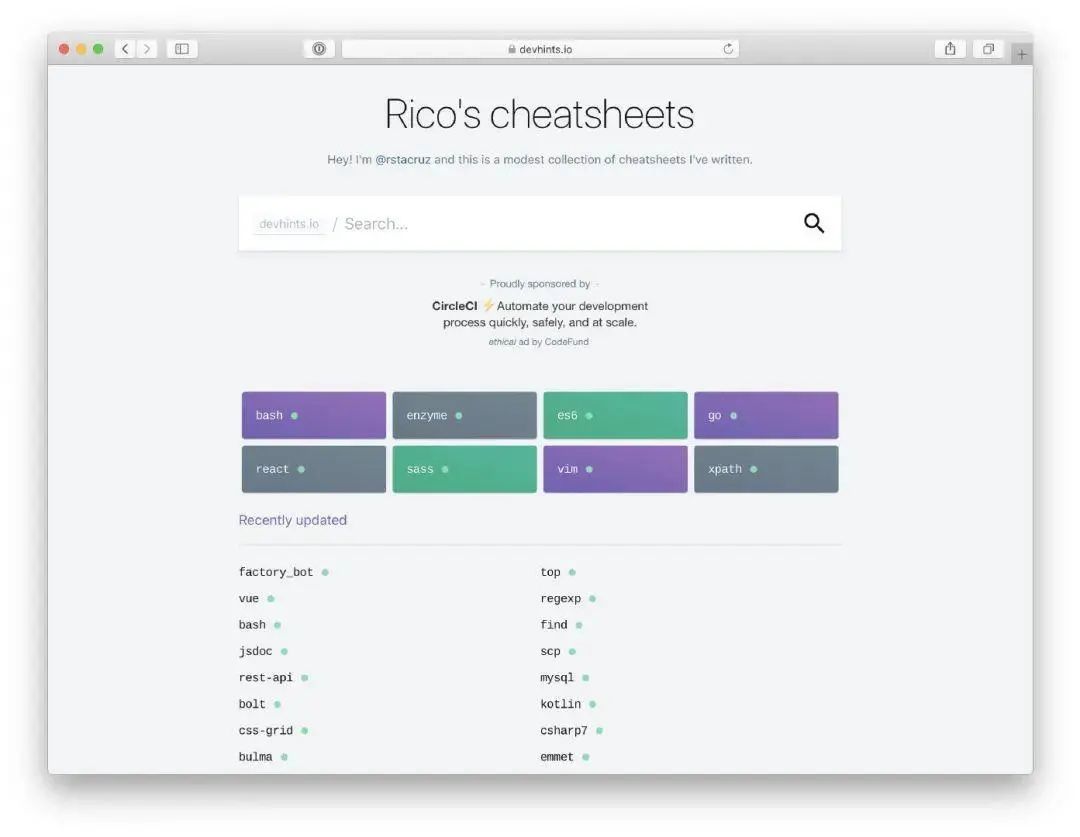 devhints.io
Rico's cheatsheets
Hey! I'm @rstacruz and this is a modest collection of cheatsheets I've written.
devhints.io / Search...
- Proudly sponsored by -
CircleCI ⚡Automate your development
process quickly, safely, and at scale.
ethical ad by CodeFund
bash
enzyme
es6
go
react
sass
vim
xpath
Recently updated
factory_bot
vue
bash
jsdoc
rest-api
bolt
css-grid
bulma
top
regexp
find
scp
mysql
kotlin
csharp7
emmet